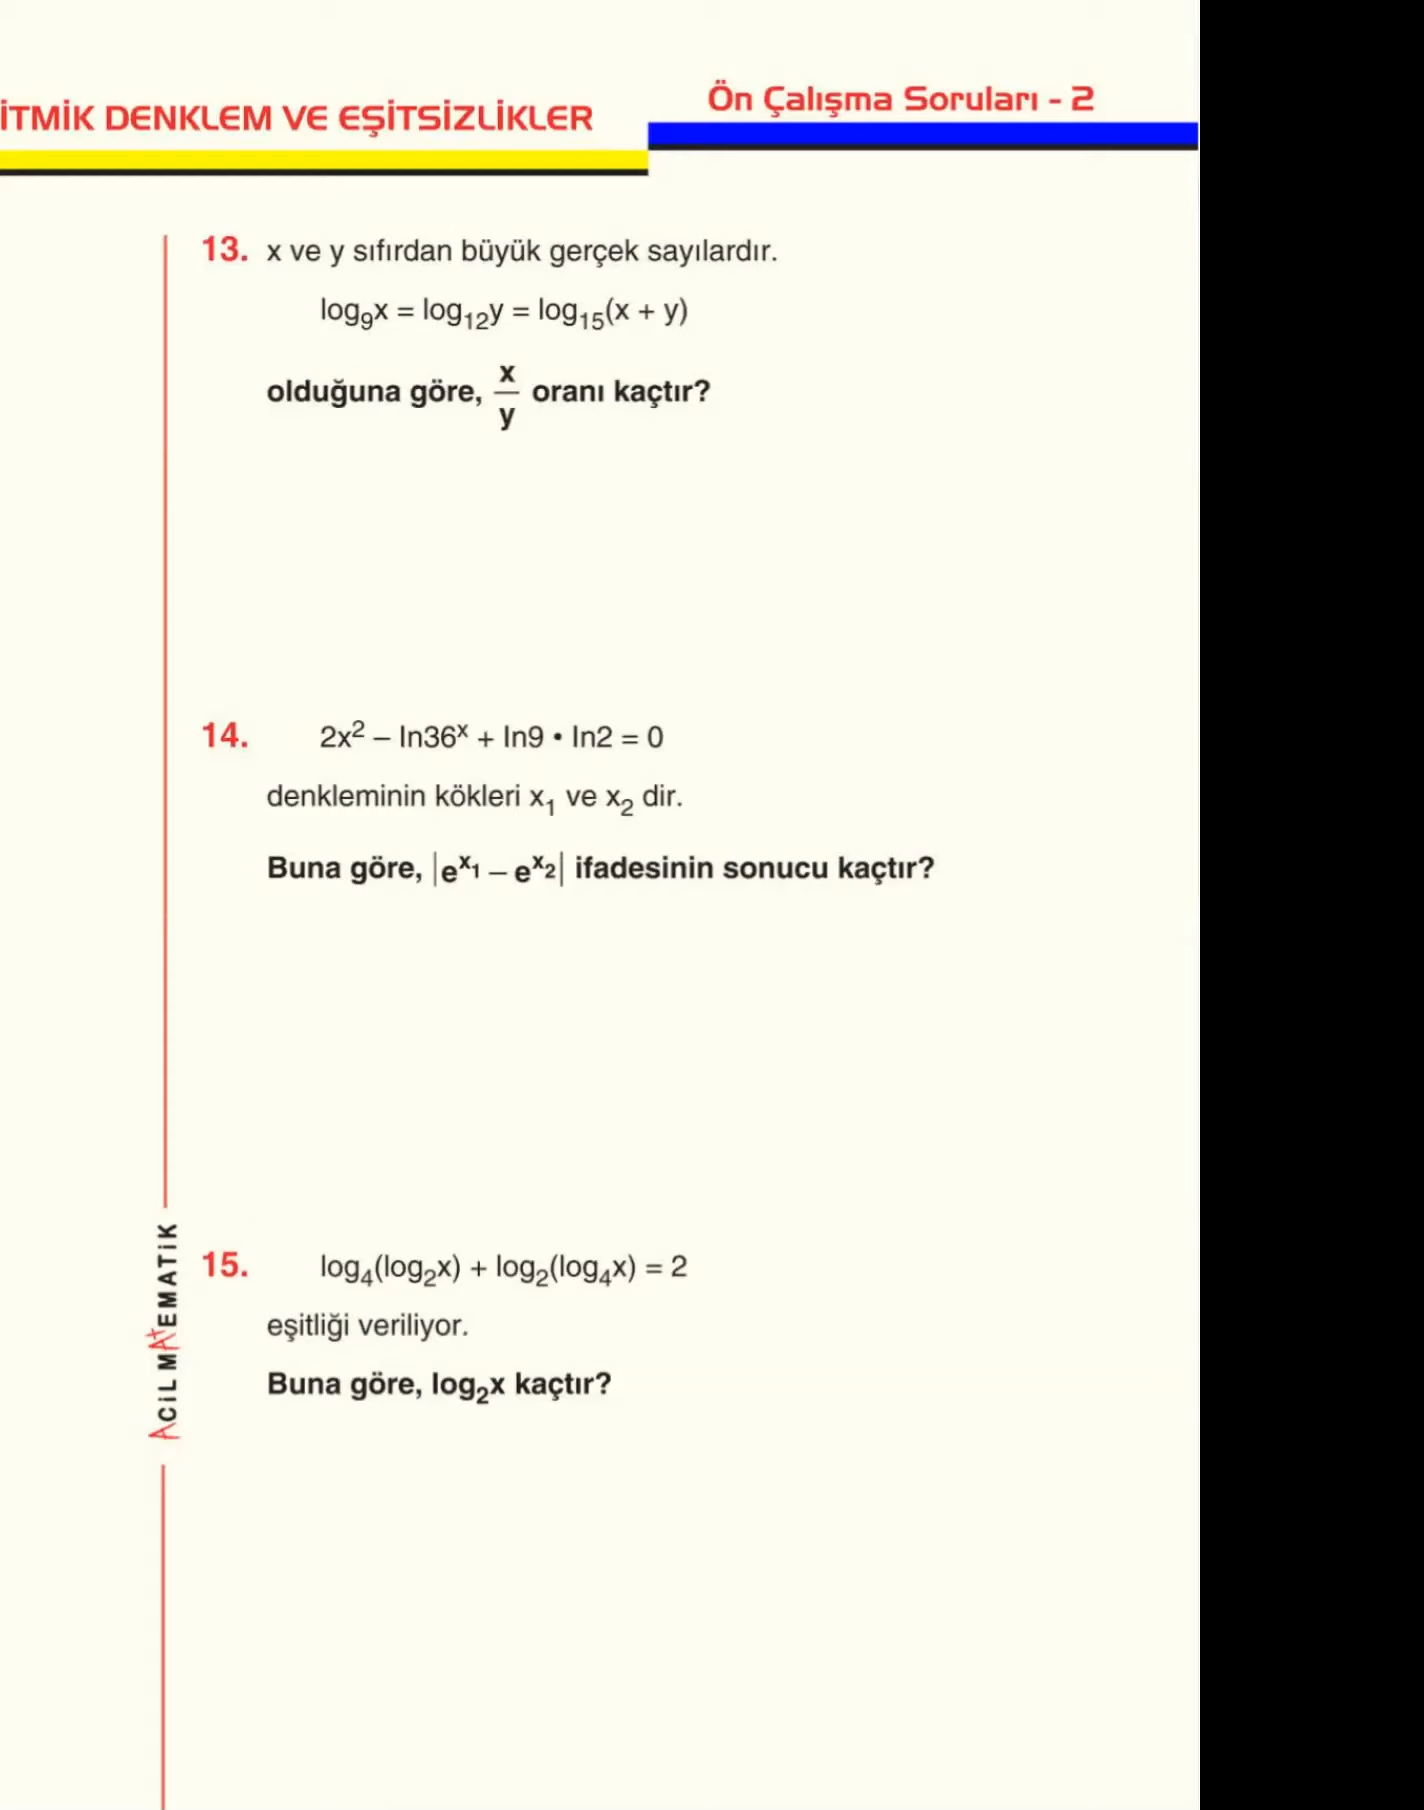 İTMİK DENKLEM VE EŞİTSİZLİKLER
Ön Çalışma Soruları - 2
13. x ve y sıfırdan büyük gerçek sayılardır.
log₉x = log₁₂y = log₁₅(x + y)
olduğuna göre, x/y oranı kaçtır?
14. 2x² – ln36ˣ + ln9 • ln2 = 0
denkleminin kökleri x₁ ve x₂ dir.
Buna göre, |eˣ₁ – eˣ₂| ifadesinin sonucu kaçtır?
ACİL MATEMATİK
15. log₄(log₂x) + log₂(log₄x) = 2
eşitliği veriliyor.
Buna göre, log₂x kaçtır?